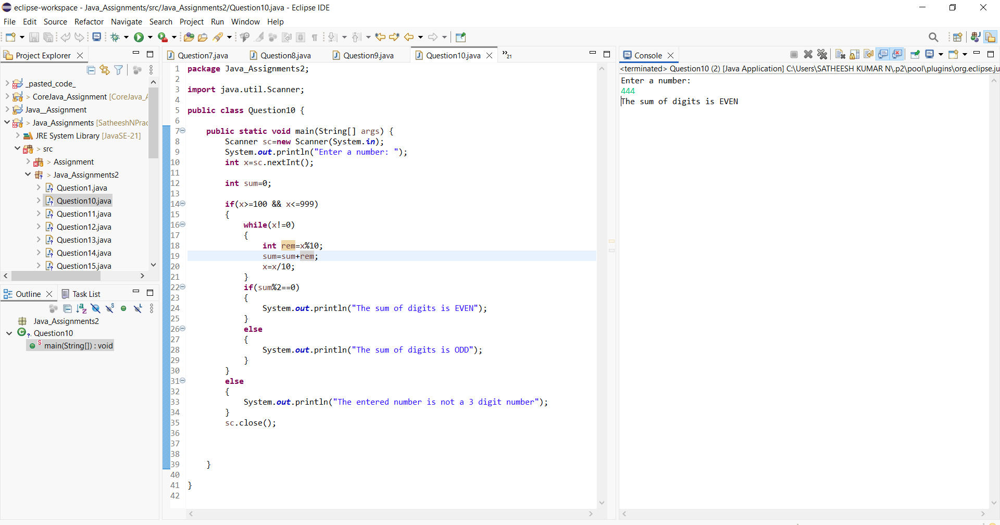 eclipse-workspace - Java_Assignments/src/Java_Assignments2/Question10.java - Eclipse IDE
File Edit Source Refactor Navigate Search Project Run Window Help
Project Explorer
_pasted_code_
> CoreJava_Assignment [CoreJava_A
Java__Assignment
> Java_Assignments [SatheeshNPrac
JRE System Library [JavaSE-21]
> src
> Assignment
> Java_Assignments2
Question1.java
Question10.java
Question11.java
Question12.java
Question13.java
Question14.java
Question15.java
Outline Task List
Java_Assignments2
Question10
main(String[]) : void
Question7.java Question8.java Question9.java Question10.java »21
1 package Java_Assignments2;
2
3 import java.util.Scanner;
4
5 public class Question10 {
6
7 public static void main(String[] args) {
8 Scanner sc=new Scanner(System.in);
9 System.out.println("Enter a number: ");
10 int x=sc.nextInt();
11
12 int sum=0;
13
14 if(x>=100 && x<=999)
15 {
16 while(x!=0)
17 {
18 int rem=x%10;
19 sum=sum+rem;
20 x=x/10;
21 }
22 if(sum%2==0)
23 {
24 System.out.println("The sum of digits is EVEN");
25 }
26 else
27 {
28 System.out.println("The sum of digits is ODD");
29 }
30 }
31 else
32 {
33 System.out.println("The entered number is not a 3 digit number");
34 }
35 sc.close();
36
37
38
39 }
40
41 }
42
Console
<terminated> Question10 (2) [Java Application] C:\Users\SATHEESH KUMAR N\.p2\pool\plugins\org.eclipse.ju
Enter a number:
444
The sum of digits is EVEN